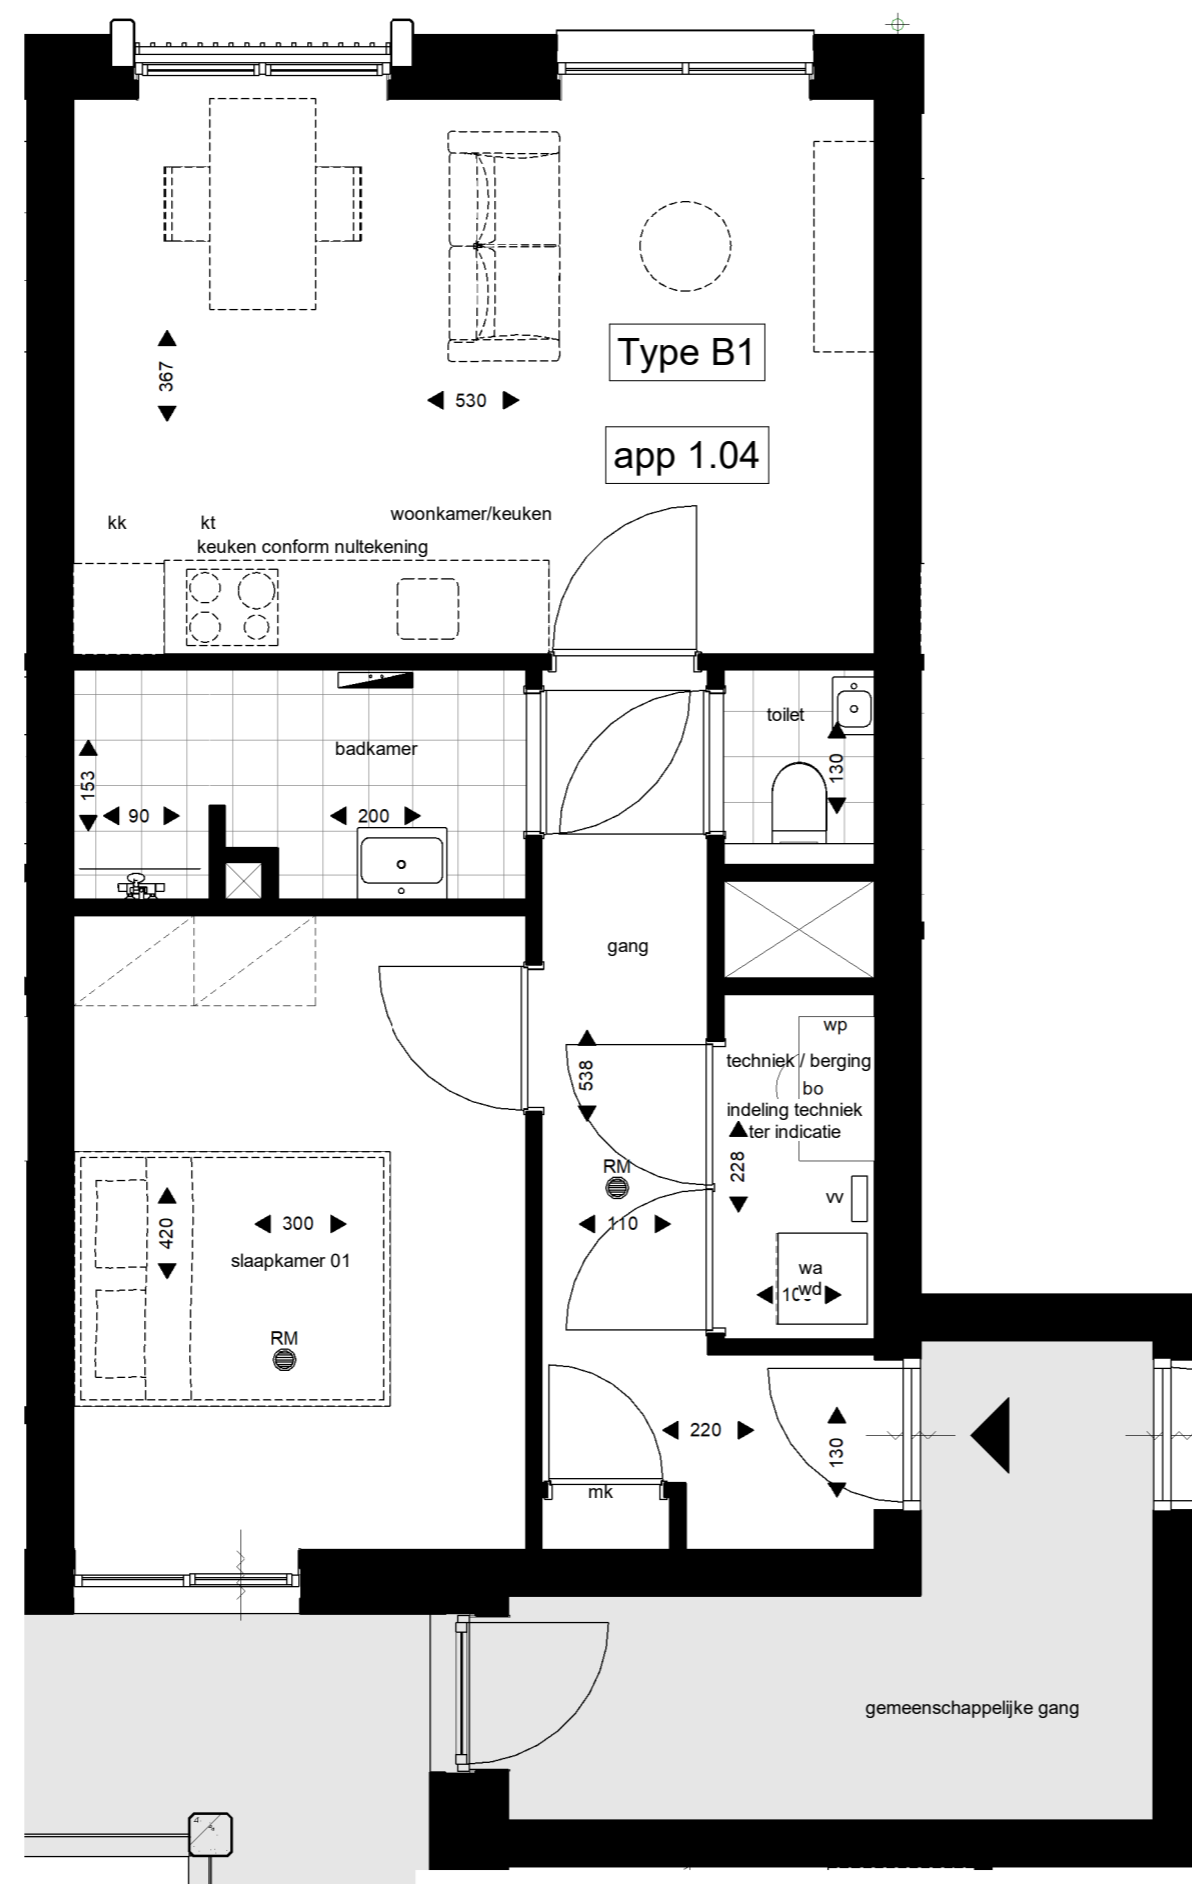 Type B1
367
530
app 1.04
woonkamer/keuken
kk
kt
keuken conform nultekening
toilet
badkamer
130
153
90
200
gang
wp
techniek / berging
538
bo
indeling techniek
ter indicatie
228
RM
vv
420
300
110
slaapkamer 01
wa
wd
RM
220
130
mk
gemeenschappelijke gang